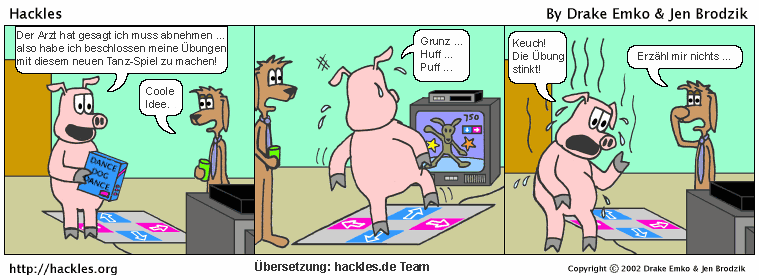 Hackles
By Drake Emko & Jen Brodzik
Der Arzt hat gesagt ich muss abnehmen ...
also habe ich beschlossen meine Übungen
mit diesem neuen Tanz-Spiel zu machen!
Coole
Idee.
DANCE
DOG
DANCE
Grunz ...
Huff ...
Puff ...
750
Keuch!
Die Übung
stinkt!
Erzähl mir nichts ...
http://hackles.org
Übersetzung: hackles.de Team
Copyright © 2002 Drake Emko & Jen Brodzik